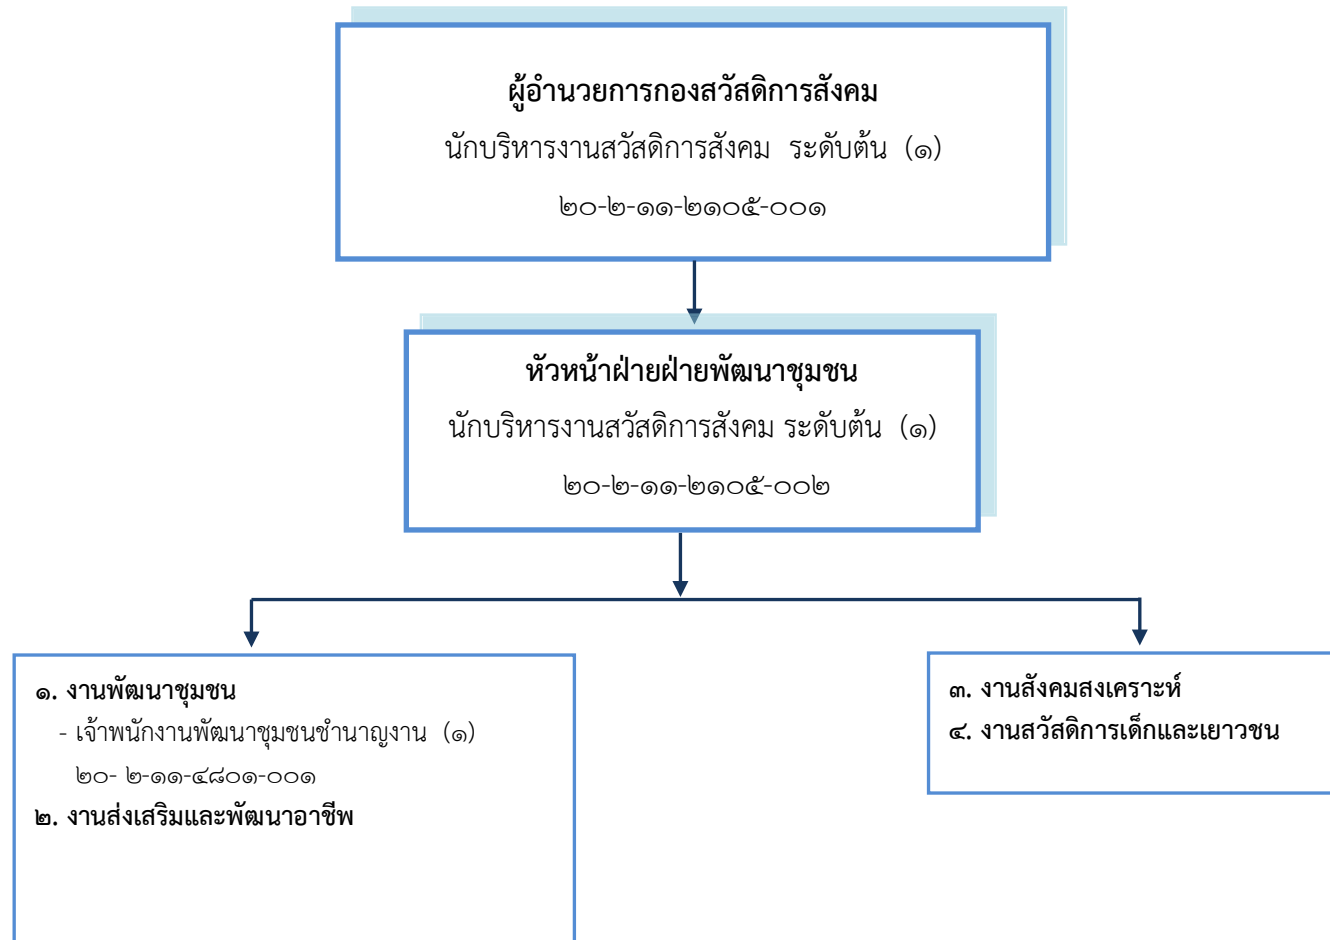 ผู้อำนวยการกองสวัสดิการสังคม
นักบริหารงานสวัสดิการสังคม  ระดับต้น  (๑)
๒๐-๒-๑๑-๒๑๐๕-๐๐๑
หัวหน้าฝ่ายฝ่ายพัฒนาชุมชน
นักบริหารงานสวัสดิการสังคม ระดับต้น  (๑)
๒๐-๒-๑๑-๒๑๐๕-๐๐๒
๑. งานพัฒนาชุมชน
- เจ้าพนักงานพัฒนาชุมชนชำนาญงาน  (๑)
๒๐- ๒-๑๑-๔๘๐๑-๐๐๑
๒. งานส่งเสริมและพัฒนาอาชีพ
๓. งานสังคมสงเคราะห์
๔. งานสวัสดิการเด็กและเยาวชน